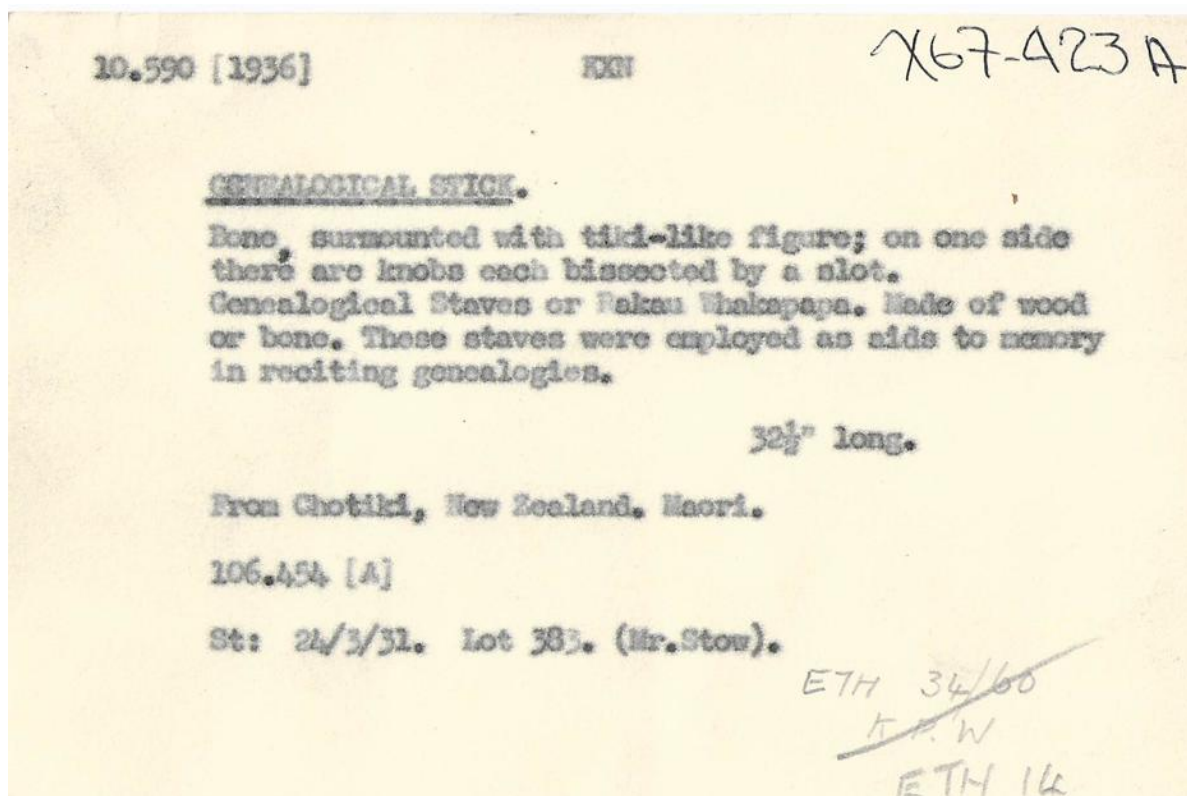 10.590 [1936] KXN X67-423 A
GENEALOGICAL STICK.
Bone, surmounted with tiki-like figure; on one side
there are knobs each bissected by a slot.
Genealogical Staves or Rakau Whakapapa. Made of wood
or bone. These staves were employed as aids to memory
in reciting genealogies.
32½" long.
From Ohotiki, New Zealand. Maori.
106.454 [A]
St: 24/3/31. Lot 383. (Mr.Stow).
ETH 34/60
K.P.W
ETH 14